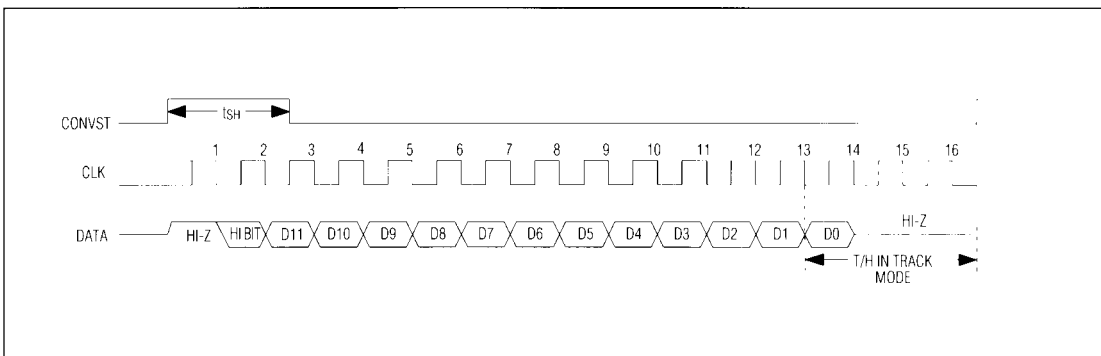 tSH
CONVST
1 2 3 4 5 6 7 8 9 10 11 12 13 14 15 16
CLK
DATA HI-Z HI BIT D11 D10 D9 D8 D7 D6 D5 D4 D3 D2 D1 D0 HI-Z
T/H IN TRACK
MODE